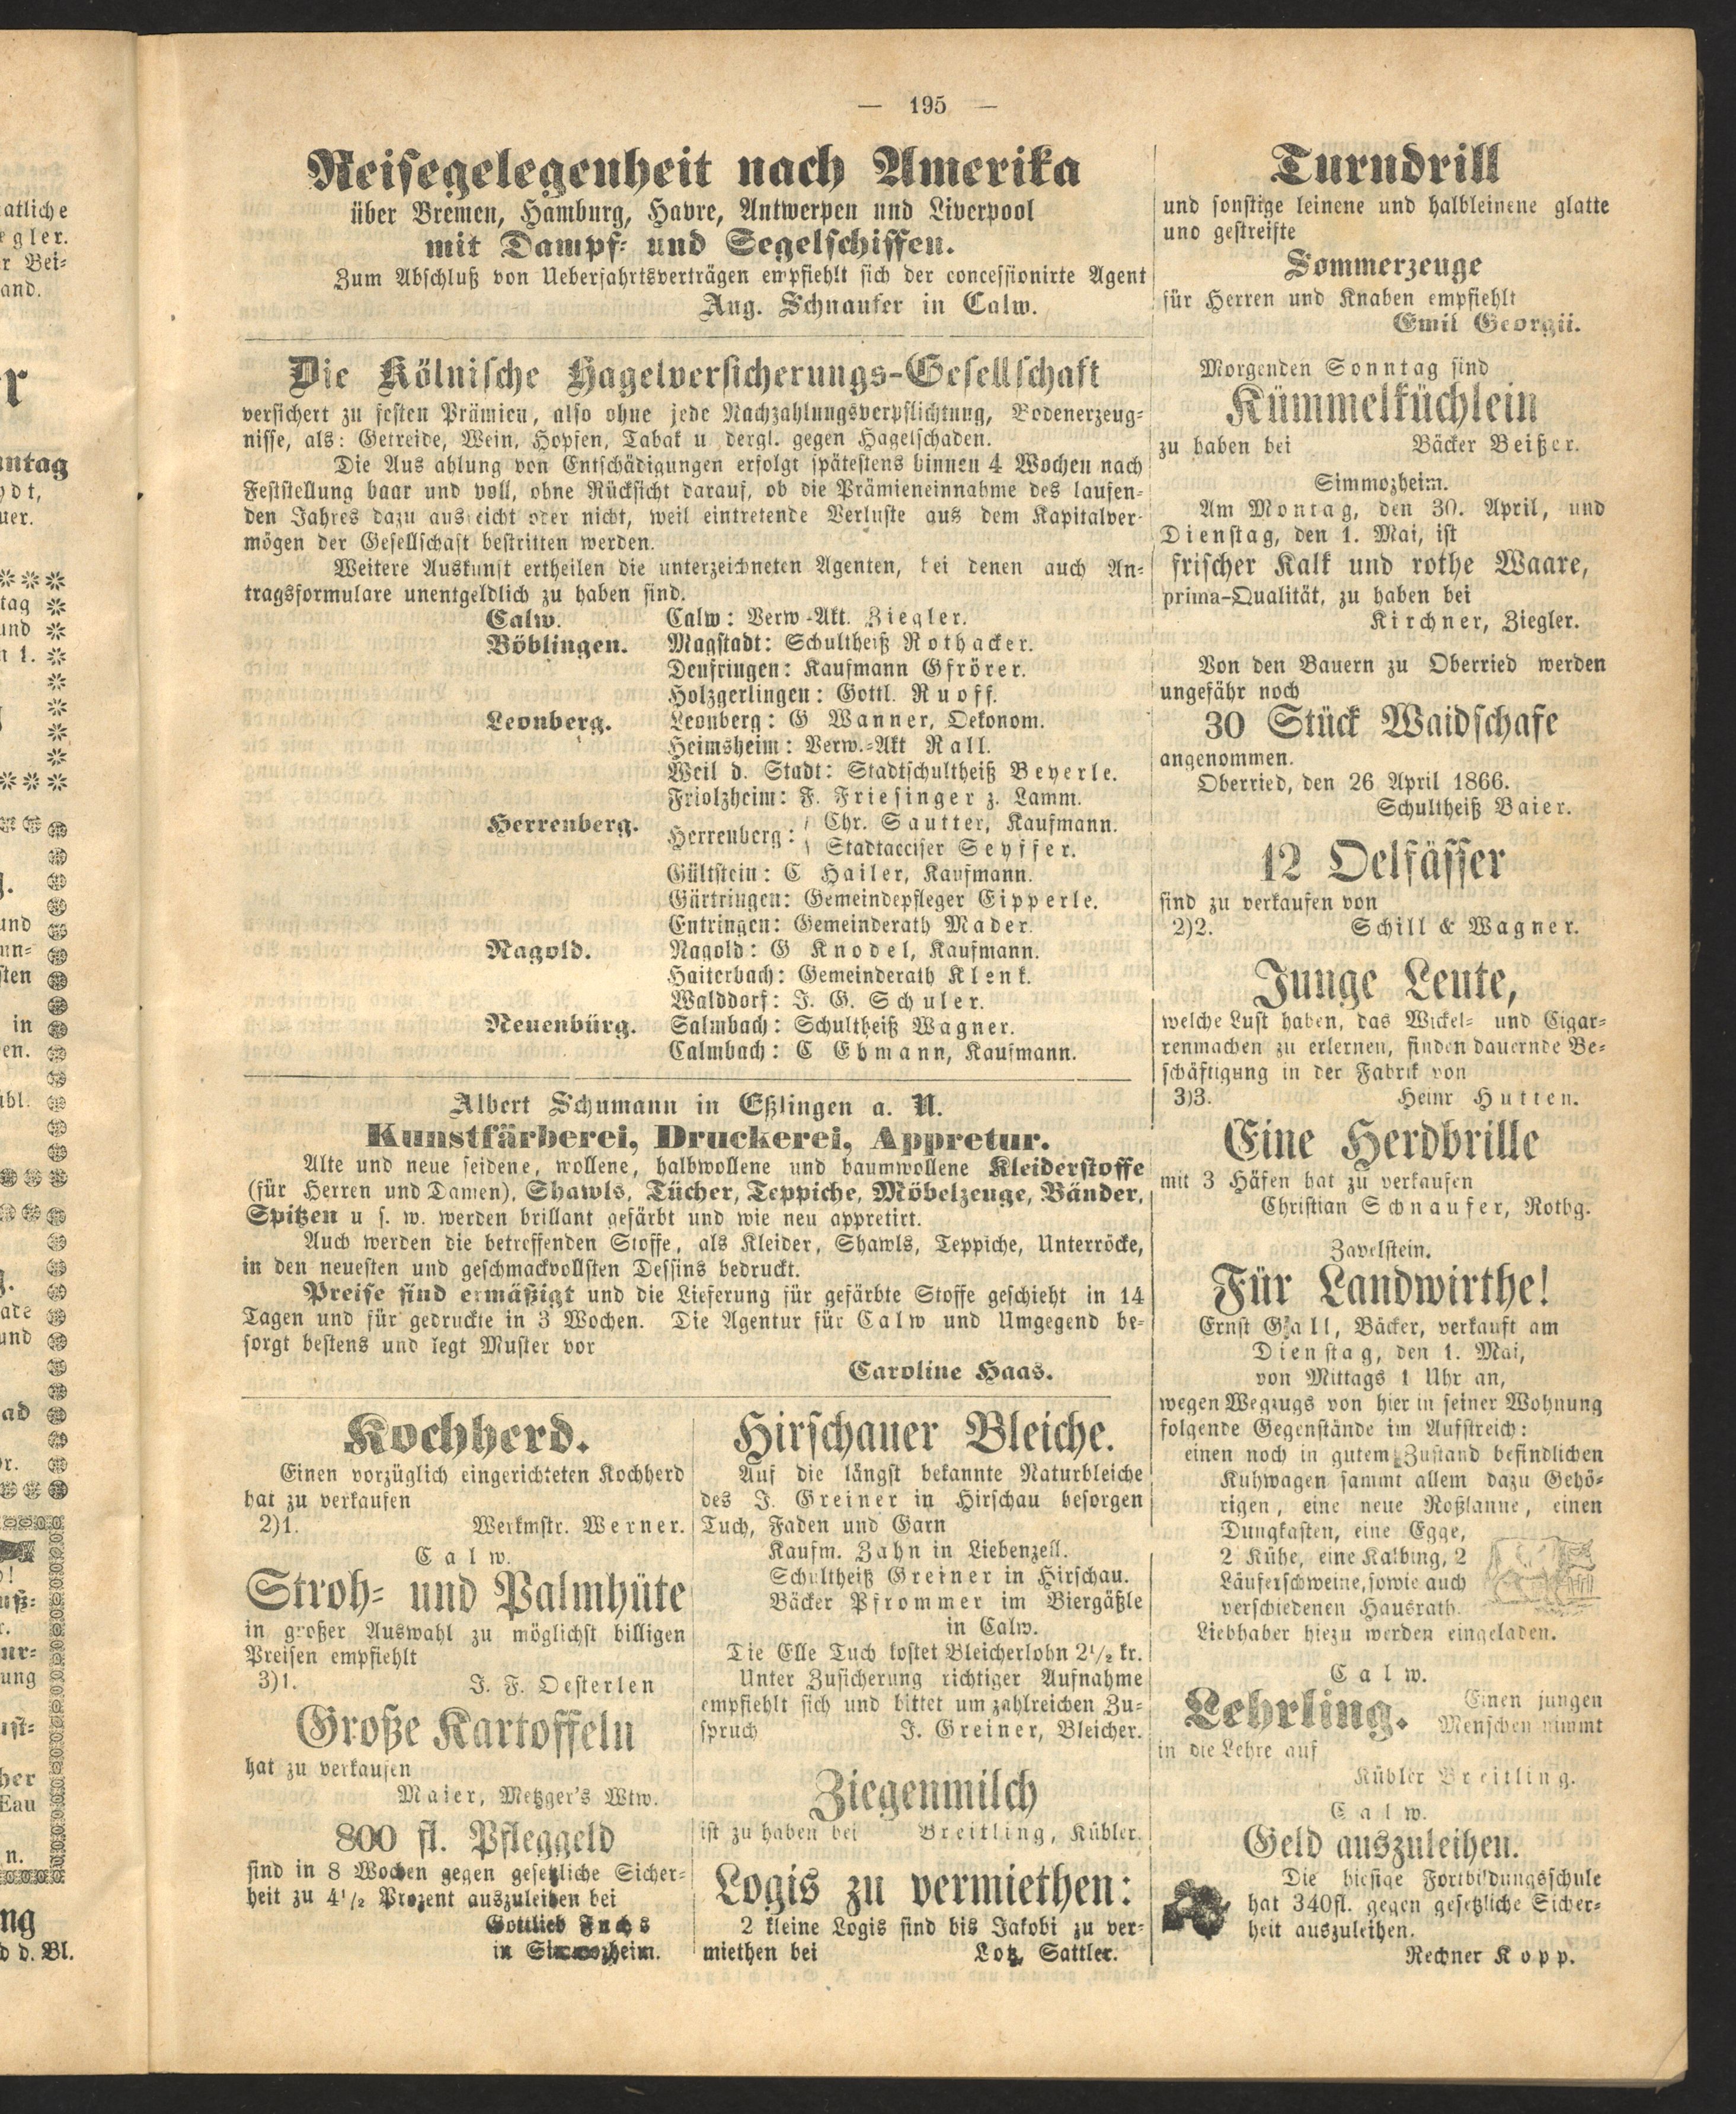 — 195 —
Reisegelegenheit nach Amerika
über Bremen, Hamburg, Havre, Antwerpen und Liverpool
mit Dampf- und Segelschiffen.
Zum Abschluß von Ueberfahrtsverträgen empfiehlt sich der concessionirte Agent
Aug. Schnaufer in Calw.
Die Kölnische Hagelversicherungs-Gesellschaft
versichert zu festen Prämien, also ohne jede Nachzahlungsverpflichtung, Bodenerzeug-
nisse, als: Getreide, Wein, Hopfen, Tabak u dergl. gegen Hagelschaden.
Die Aus ahlung von Entschädigungen erfolgt spätestens binnen 4 Wochen nach
Feststellung baar und voll, ohne Rücksicht darauf, ob die Prämieneinnahme des laufen-
den Jahres dazu ausreicht oder nicht, weil eintretende Verluste aus dem Kapitalver-
mögen der Gesellschaft bestritten werden.
Weitere Auskunft ertheilen die unterzeichneten Agenten, bei denen auch An-
tragsformulare unentgeldlich zu haben sind.
Calw. Calw: Verw.-Akt. Ziegler.
Böblingen. Magstadt: Schultheiß Rothacker.
Deufringen: Kaufmann Gfrörer.
Holzgerlingen: Gottl. Ruoff.
Leonberg. Leonberg: G Wanner, Oekonom.
Heimsheim: Verw.-Akt Rall.
Weil d. Stadt: Stadtschultheiß Beyerle.
Friolzheim: F. Friesinger z. Lamm.
Herrenberg. Herrenberg: Chr. Sautter, Kaufmann.
Stadtacciser Seyffer.
Gültstein: C Hailer, Kaufmann.
Gärtringen: Gemeindepfleger Eipperle.
Entringen: Gemeinderath Mader.
Nagold. Nagold: G Knodel, Kaufmann.
Haiterbach: Gemeinderath Klenk.
Walddorf: J. G. Schuler.
Neuenbürg. Salmbach: Schultheiß Wagner.
Calmbach: C Ehmann, Kaufmann.
Albert Schumann in Eßlingen a. N.
Kunstfärberei, Druckerei, Appretur.
Alte und neue seidene, wollene, halbwollene und baumwollene Kleiderstoffe
(für Herren und Damen), Shawls, Tücher, Teppiche, Möbelzeuge, Bänder,
Spitzen u s. w. werden brillant gefärbt und wie neu appretirt.
Auch werden die betreffenden Stoffe, als Kleider, Shawls, Teppiche, Unterröcke,
in den neuesten und geschmackvollsten Dessins bedruckt.
Preise sind ermäßigt und die Lieferung für gefärbte Stoffe geschieht in 14
Tagen und für gedruckte in 3 Wochen. Die Agentur für Calw und Umgegend be-
sorgt bestens und legt Muster vor
Caroline Haas.
Kochherd.
Einen vorzüglich eingerichteten Kochherd
hat zu verkaufen
2)1. Werkmstr. Werner.
Calw.
Stroh- und Palmhüte
in großer Auswahl zu möglichst billigen
Preisen empfiehlt
3)1. J. F. Oesterlen
Große Kartoffeln
hat zu verkaufen
Maier, Metzger's Wtw.
800 fl. Pfleggeld
sind in 8 Wochen gegen gesetzliche Sicher-
heit zu 4½ Prozent auszuleihen bei
Gottlieb Fuchs
in Simmozheim.
Hirschauer Bleiche.
Auf die längst bekannte Naturbleiche
des J. Greiner in Hirschau besorgen
Tuch, Faden und Garn
Kaufm. Zahn in Liebenzell.
Schultheiß Greiner in Hirschau.
Bäcker Pfrommer im Biergäßle
in Calw.
Die Elle Tuch kostet Bleicherlohn 2½ kr.
Unter Zusicherung richtiger Aufnahme
empfiehlt sich und bittet um zahlreichen Zu-
spruch J. Greiner, Bleicher.
Ziegenmilch
ist zu haben bei Breitling, Kübler.
Logis zu vermiethen:
2 kleine Logis sind bis Jakobi zu ver-
miethen bei Lotz, Sattler.
Turndrill
und sonstige leinene und halbleinene glatte
und gestreifte
Sommerzeuge
für Herren und Knaben empfiehlt
Emil Georgii.
Morgenden Sonntag sind
Kümmelküchlein
zu haben bei Bäcker Beißer.
Simmozheim.
Am Montag, den 30. April, und
Dienstag, den 1. Mai, ist
frischer Kalk und rothe Waare,
prima-Qualität, zu haben bei
Kirchner, Ziegler.
Von den Bauern zu Oberried werden
ungefähr noch
30 Stück Waidschafe
angenommen.
Oberried, den 26 April 1866.
Schultheiß Baier.
12 Oelfässer
sind zu verkaufen von
2)2. Schill & Wagner.
Junge Leute,
welche Lust haben, das Wickel- und Cigar-
renmachen zu erlernen, finden dauernde Be-
schäftigung in der Fabrik von
3)3. Heinr Hutten.
Eine Herdbrille
mit 3 Häfen hat zu verkaufen
Christian Schnaufer, Rothg.
Zavelstein.
Für Landwirthe!
Ernst Gall, Bäcker, verkauft am
Dienstag, den 1. Mai,
von Mittags 1 Uhr an,
wegen Wegzugs von hier in seiner Wohnung
folgende Gegenstände im Aufstreich:
einen noch in gutem Zustand befindlichen
Kuhwagen sammt allem dazu Gehö-
rigen, eine neue Roßlanne, einen
Dungkasten, eine Egge,
2 Kühe, eine Kalbing, 2
Läuferschweine, sowie auch
verschiedenen Hausrath.
Liebhaber hiezu werden eingeladen.
Calw.
Lehrling. Einen jungen
Menschen nimmt
in die Lehre auf
Kübler Breitling.
Calw.
Geld auszuleihen.
Die hiesige Fortbildungsschule
hat 340fl. gegen gesetzliche Sicher-
heit auszuleihen.
Rechner Kopp.